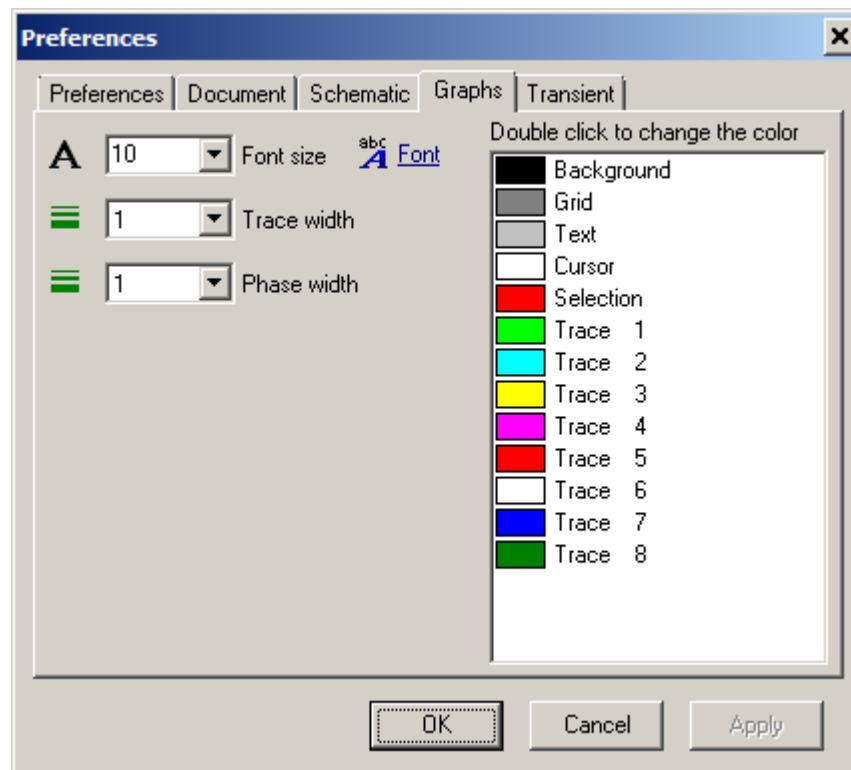 Preferences
Preferences Document Schematic Graphs Transient
A 10 Font size abc A Font
1 Trace width
1 Phase width
Double click to change the color
Background
Grid
Text
Cursor
Selection
Trace 1
Trace 2
Trace 3
Trace 4
Trace 5
Trace 6
Trace 7
Trace 8
OK Cancel Apply